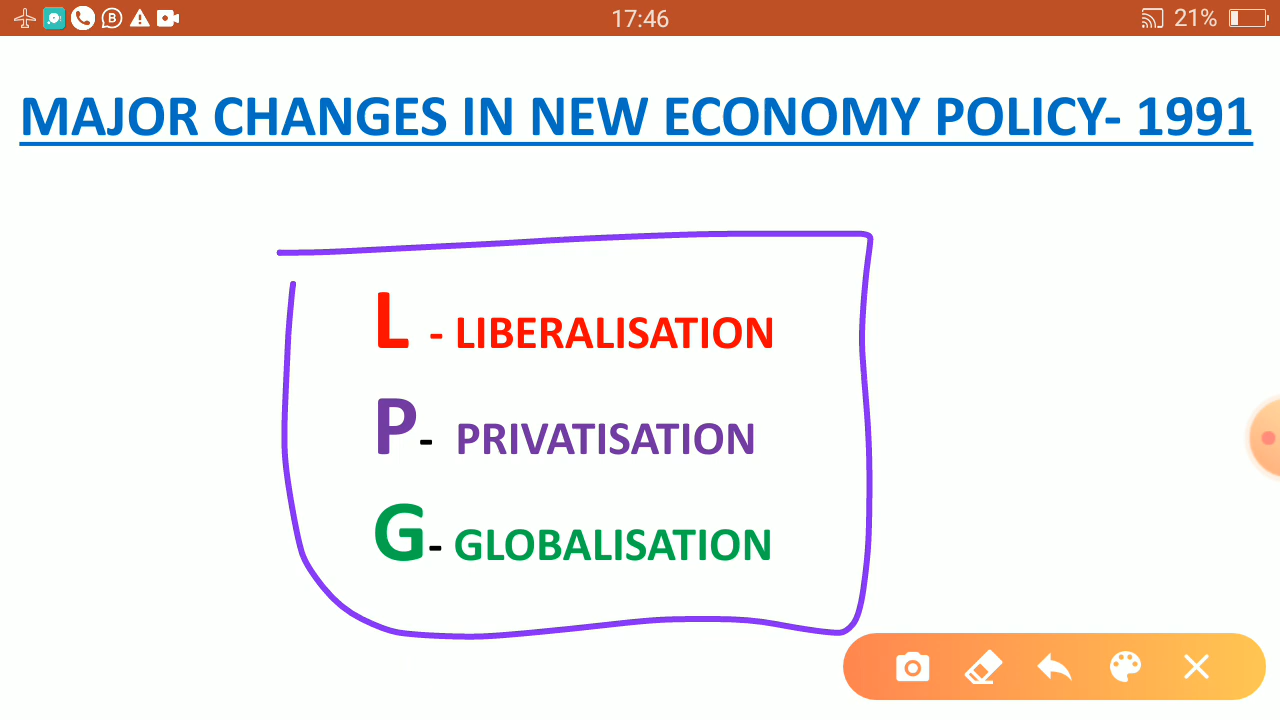 17:46
21%
MAJOR CHANGES IN NEW ECONOMY POLICY- 1991
L - LIBERALISATION
P- PRIVATISATION
G- GLOBALISATION